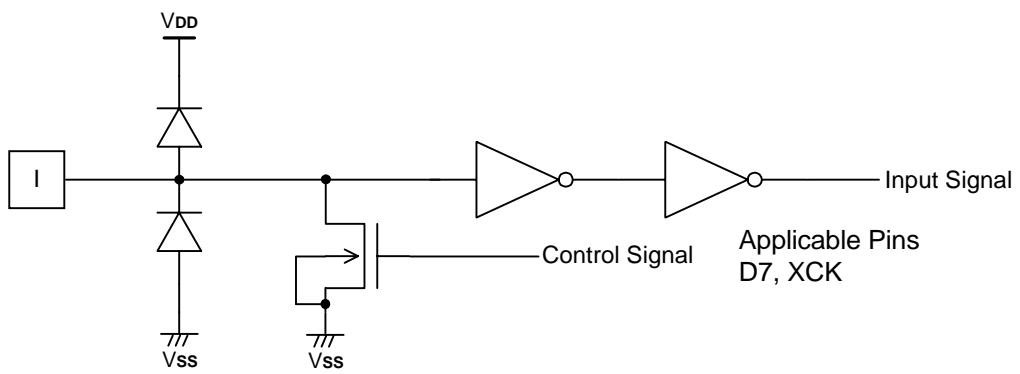 VDD
I
Input Signal
Control Signal
Applicable Pins
D7, XCK
VSS
VSS